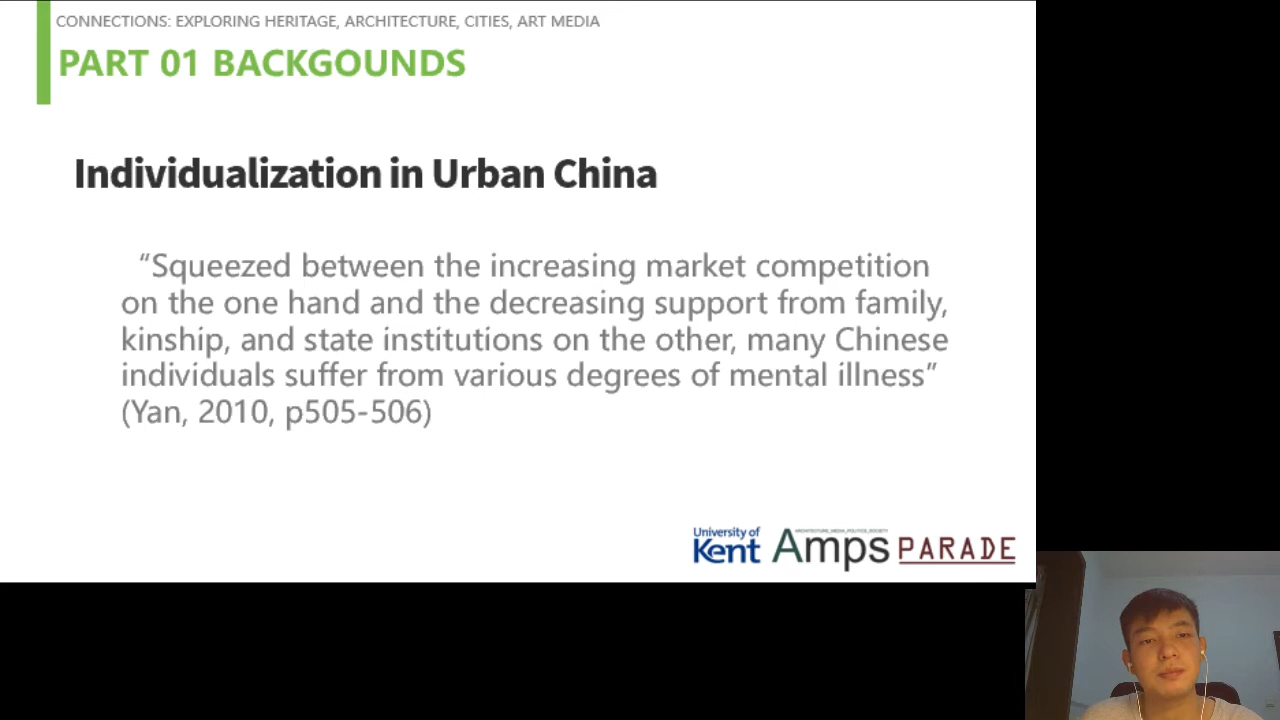 CONNECTIONS: EXPLORING HERITAGE, ARCHITECTURE, CITIES, ART MEDIA
PART 01 BACKGOUNDS
Individualization in Urban China
“Squeezed between the increasing market competition
on the one hand and the decreasing support from family,
kinship, and state institutions on the other, many Chinese
individuals suffer from various degrees of mental illness”
(Yan, 2010, p505-506)
University of
Kent
ARCHITECTURE_MEDIA_POLITICS_SOCIETY
Amps
PARADE